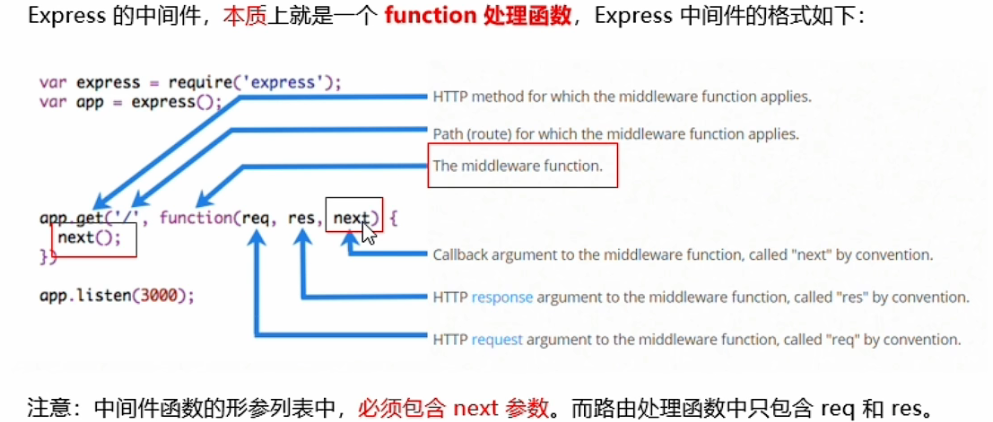 Express 的中间件，本质上就是一个 function 处理函数，Express 中间件的格式如下：
var express = require('express');
var app = express();
HTTP method for which the middleware function applies.
Path (route) for which the middleware function applies.
The middleware function.
app.get('/', function(req, res, next) {
next();
})
Callback argument to the middleware function, called "next" by convention.
app.listen(3000);
HTTP response argument to the middleware function, called "res" by convention.
HTTP request argument to the middleware function, called "req" by convention.
注意：中间件函数的形参列表中，必须包含 next 参数。而路由处理函数中只包含 req 和 res。